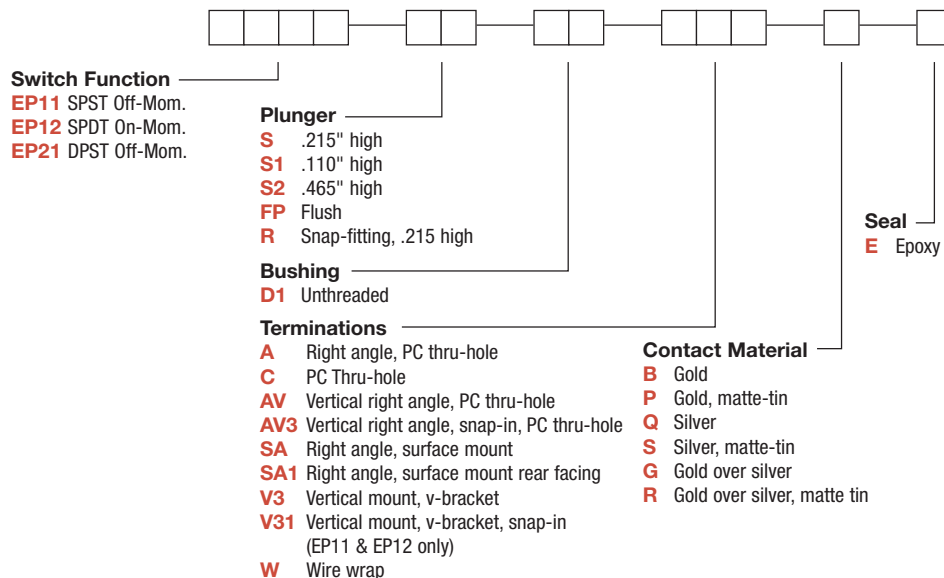 Switch Function
EP11 SPST Off-Mom.
EP12 SPDT On-Mom.
EP21 DPST Off-Mom.
Plunger
S .215" high
S1 .110" high
S2 .465" high
FP Flush
R Snap-fitting, .215 high
Bushing
D1 Unthreaded
Terminations
A Right angle, PC thru-hole
C PC Thru-hole
AV Vertical right angle, PC thru-hole
AV3 Vertical right angle, snap-in, PC thru-hole
SA Right angle, surface mount
SA1 Right angle, surface mount rear facing
V3 Vertical mount, v-bracket
V31 Vertical mount, v-bracket, snap-in
(EP11 & EP12 only)
W Wire wrap
Contact Material
B Gold
P Gold, matte-tin
Q Silver
S Silver, matte-tin
G Gold over silver
R Gold over silver, matte tin
Seal
E Epoxy